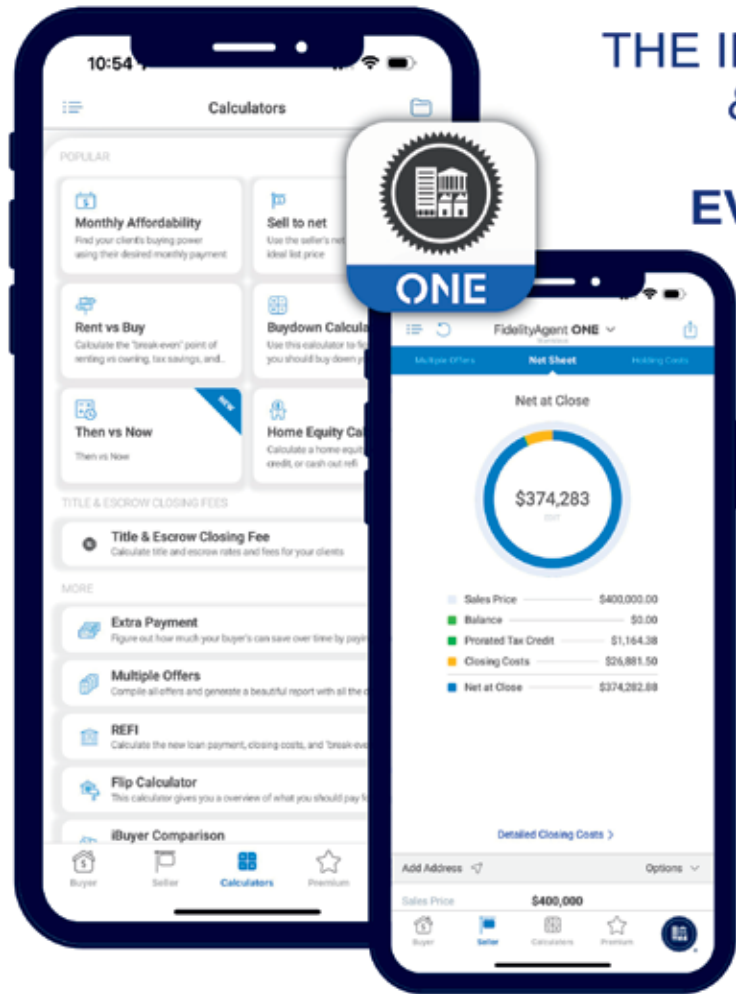 THE I
&
EV
10:54
Calculators
POPULAR
Monthly Affordability
Find your client's buying power
using their desired monthly payment
Sell to net
Use the seller's net
ideal list price
Rent vs Buy
Calculate the "break-even" point of
renting vs owning, tax savings, and..
Buydown Calcula
Use this calculator to fi
you should buy down y
Then vs Now
Then vs Now
NEW
Home Equity Cal
Calculate a home equit
credit, or cash out refi
TITLE & ESCROW CLOSING FEES
Title & Escrow Closing Fee
Calculate title and escrow rates and fees for your clients
MORE
Extra Payment
Figure out how much your buyer's can save over time by payin
Multiple Offers
Compile all offers and generate a beautiful report with all the
REFI
Calculate the new loan payment, closing costs, and "break-eve
Flip Calculator
This calculator gives you a overview of what you should pay f
iBuyer Comparison
Buyer
Seller
Calculators
Premium
ONE
FidelityAgent ONE
Multiple Offers
Net Sheet
Holding Costs
Net at Close
$374,283
EDIT
Sales Price $400,000.00
Balance $0.00
Prorated Tax Credit $1,164.38
Closing Costs $26,881.50
Net at Close $374,282.88
Detailed Closing Costs >
Add Address
Options
Sales Price $400,000
Buyer
Seller
Calculators
Premium